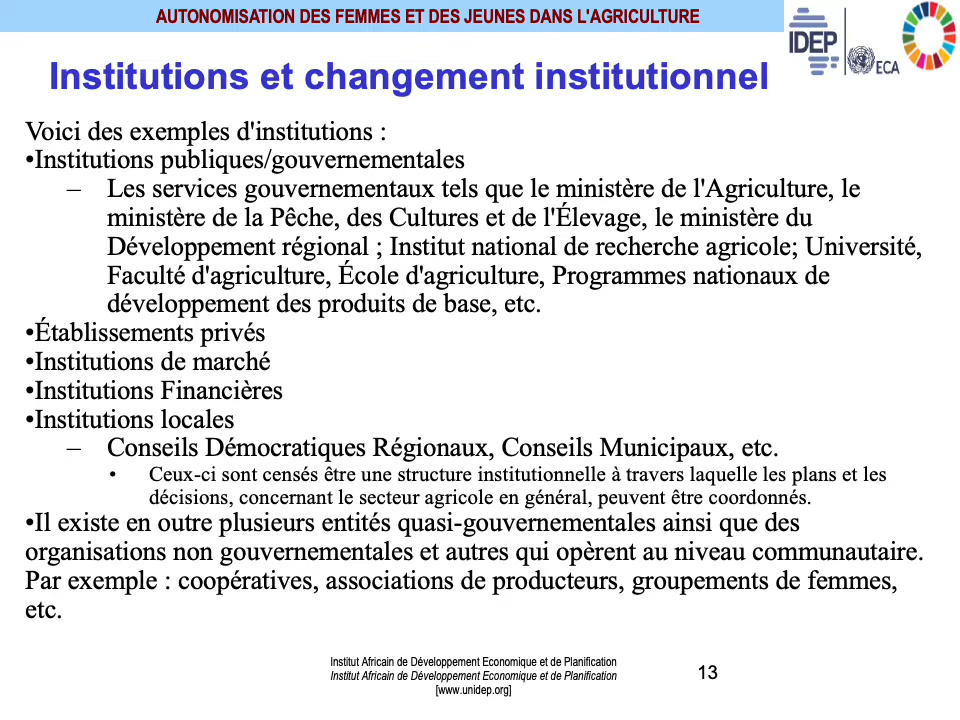 AUTONOMISATION DES FEMMES ET DES JEUNES DANS L'AGRICULTURE
IDEP
ECA
Institutions et changement institutionnel
Voici des exemples d'institutions :
•Institutions publiques/gouvernementales
– Les services gouvernementaux tels que le ministère de l'Agriculture, le
ministère de la Pêche, des Cultures et de l'Élevage, le ministère du
Développement régional ; Institut national de recherche agricole; Université,
Faculté d'agriculture, École d'agriculture, Programmes nationaux de
développement des produits de base, etc.
•Établissements privés
•Institutions de marché
•Institutions Financières
•Institutions locales
– Conseils Démocratiques Régionaux, Conseils Municipaux, etc.
• Ceux-ci sont censés être une structure institutionnelle à travers laquelle les plans et les
décisions, concernant le secteur agricole en général, peuvent être coordonnés.
•Il existe en outre plusieurs entités quasi-gouvernementales ainsi que des
organisations non gouvernementales et autres qui opèrent au niveau communautaire.
Par exemple : coopératives, associations de producteurs, groupements de femmes,
etc.
Institut Africain de Développement Economique et de Planification
Institut Africain de Développement Economique et de Planification
[www.unidep.org]
13